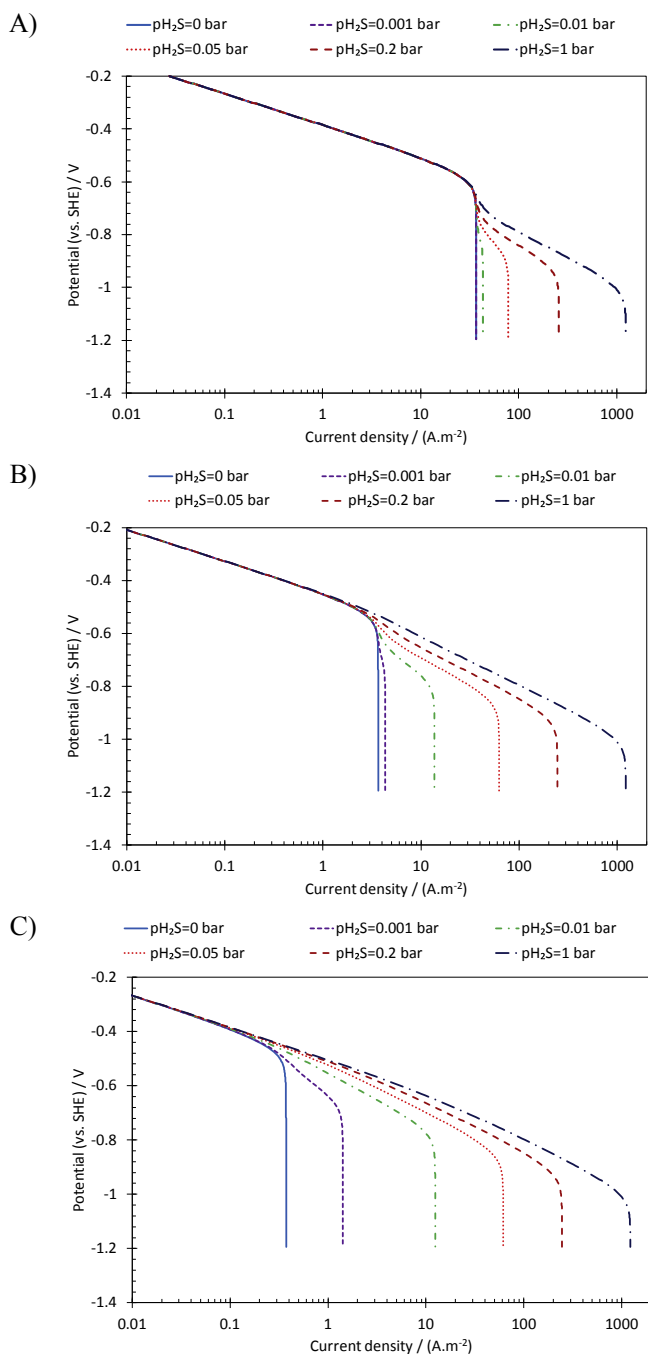 A)
pH₂S=0 bar pH₂S=0.001 bar pH₂S=0.01 bar
pH₂S=0.05 bar pH₂S=0.2 bar pH₂S=1 bar
-0.2
-0.4
-0.6
-0.8
-1
-1.2
-1.4
Potential (vs. SHE) / V
0.01 0.1 1 10 100 1000
Current density / (A.m⁻²)
B)
pH₂S=0 bar pH₂S=0.001 bar pH₂S=0.01 bar
pH₂S=0.05 bar pH₂S=0.2 bar pH₂S=1 bar
-0.2
-0.4
-0.6
-0.8
-1
-1.2
-1.4
Potential (vs. SHE) / V
0.01 0.1 1 10 100 1000
Current density / (A.m⁻²)
C)
pH₂S=0 bar pH₂S=0.001 bar pH₂S=0.01 bar
pH₂S=0.05 bar pH₂S=0.2 bar pH₂S=1 bar
-0.2
-0.4
-0.6
-0.8
-1
-1.2
-1.4
Potential (vs. SHE) / V
0.01 0.1 1 10 100 1000
Current density / (A.m⁻²)